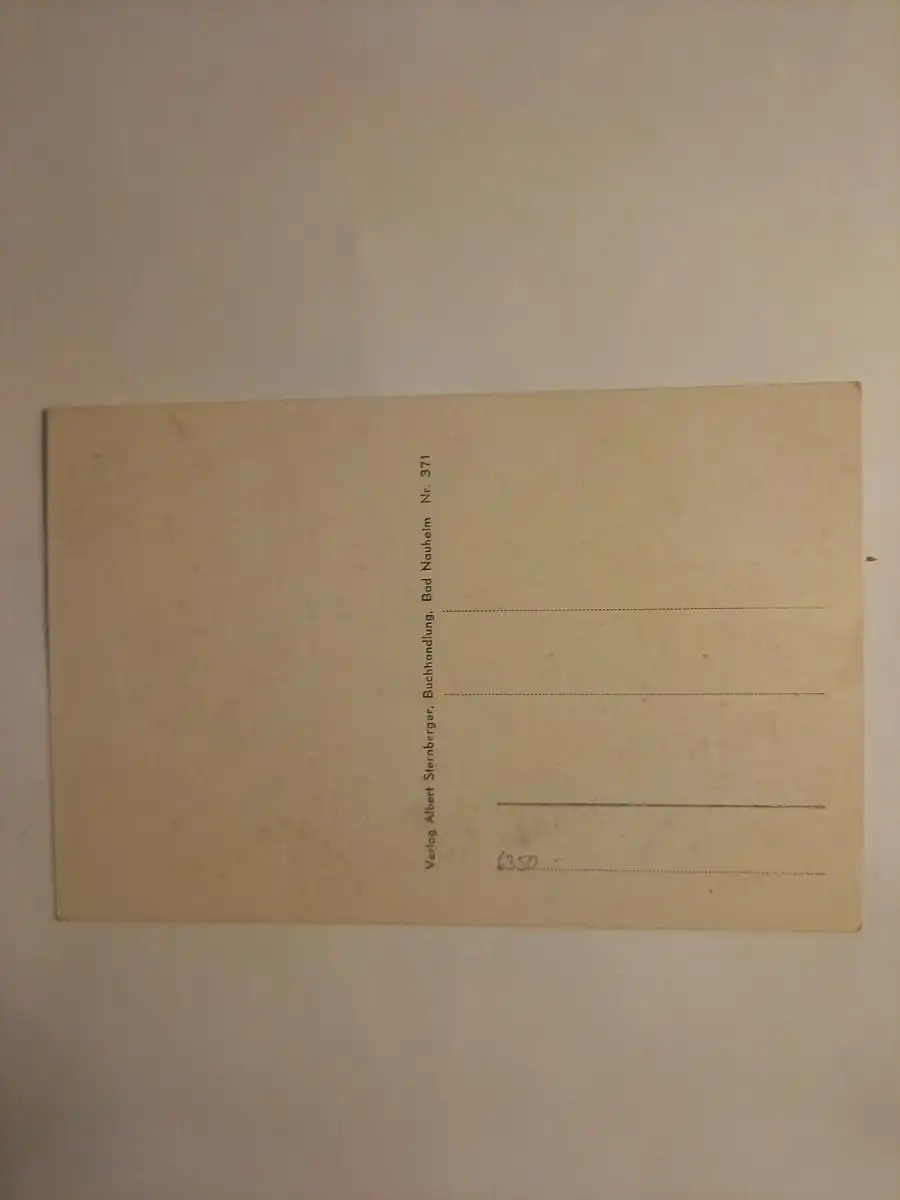 Verlag Albert Sternberger, Buchhandlung, Bad Nauheim Nr. 371
6350 -